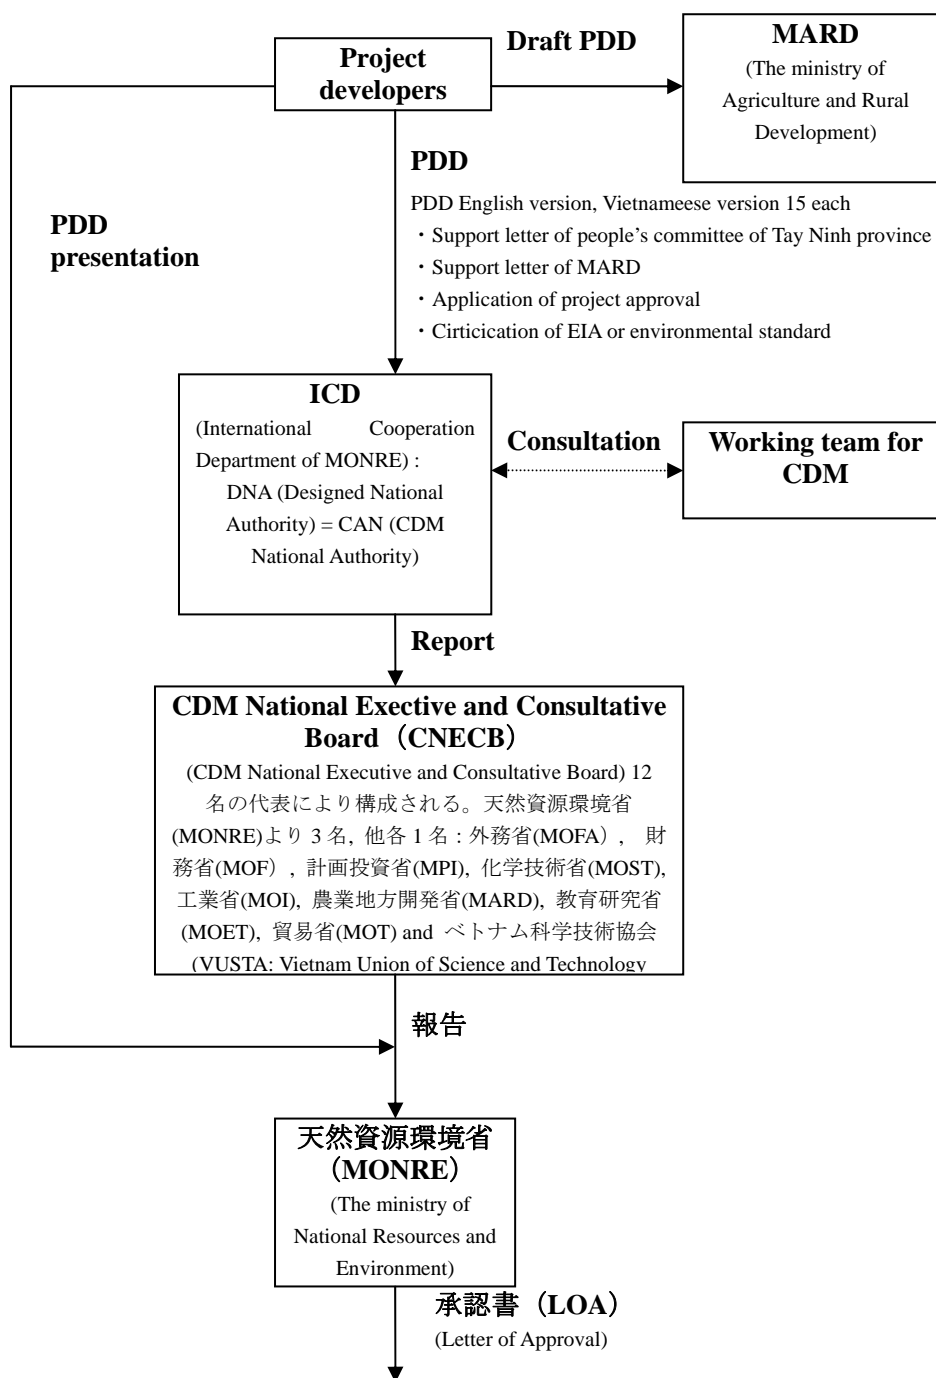 Project
developers
Draft PDD
MARD
(The ministry of
Agriculture and Rural
Development)
PDD
presentation
PDD
PDD English version, Vietnameese version 15 each
・Support letter of people's committee of Tay Ninh province
・Support letter of MARD
・Application of project approval
・Cirticication of EIA or environmental standard
ICD
(International Cooperation
Department of MONRE) :
DNA (Designed National
Authority) = CAN (CDM
National Authority)
Consultation
Working team for
CDM
Report
CDM National Exective and Consultative
Board（CNECB）
(CDM National Executive and Consultative Board) 12
名の代表により構成される。天然資源環境省
(MONRE)より 3 名, 他各 1 名 : 外務省(MOFA）, 財
務省(MOF）, 計画投資省(MPI), 化学技術省(MOST),
工業省(MOI), 農業地方開発省(MARD), 教育研究省
(MOET), 貿易省(MOT) and ベトナム科学技術協会
(VUSTA: Vietnam Union of Science and Technology
報告
天然資源環境省
（MONRE）
(The ministry of
National Resources and
Environment)
承認書（LOA）
(Letter of Approval)